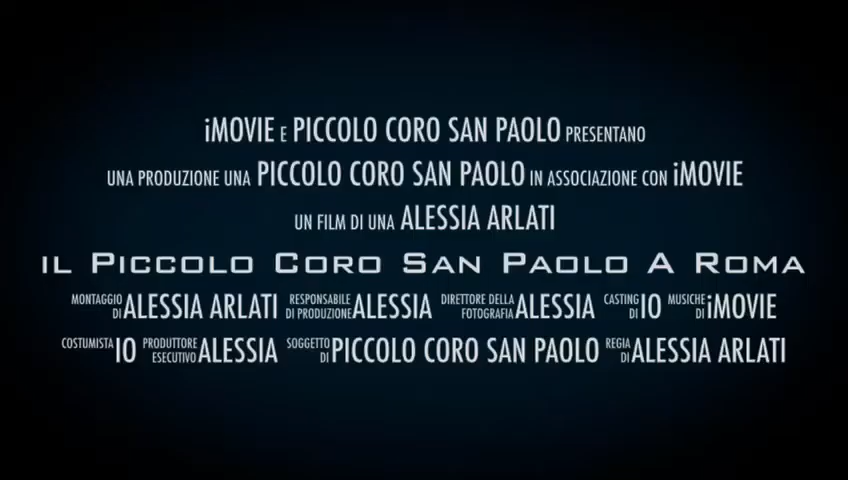 iMOVIE E PICCOLO CORO SAN PAOLO PRESENTANO
UNA PRODUZIONE UNA PICCOLO CORO SAN PAOLO IN ASSOCIAZIONE CON iMOVIE
UN FILM DI UNA ALESSIA ARLATI
IL PICCOLO CORO SAN PAOLO A ROMA
MONTAGGIO DI ALESSIA ARLATI RESPONSABILE DI PRODUZIONE ALESSIA DIRETTORE DELLA FOTOGRAFIA ALESSIA CASTING DI IO MUSICHE DI iMOVIE
COSTUMISTA IO PRODUTTORE ESECUTIVO ALESSIA SOGGETTO DI PICCOLO CORO SAN PAOLO REGIA DI ALESSIA ARLATI